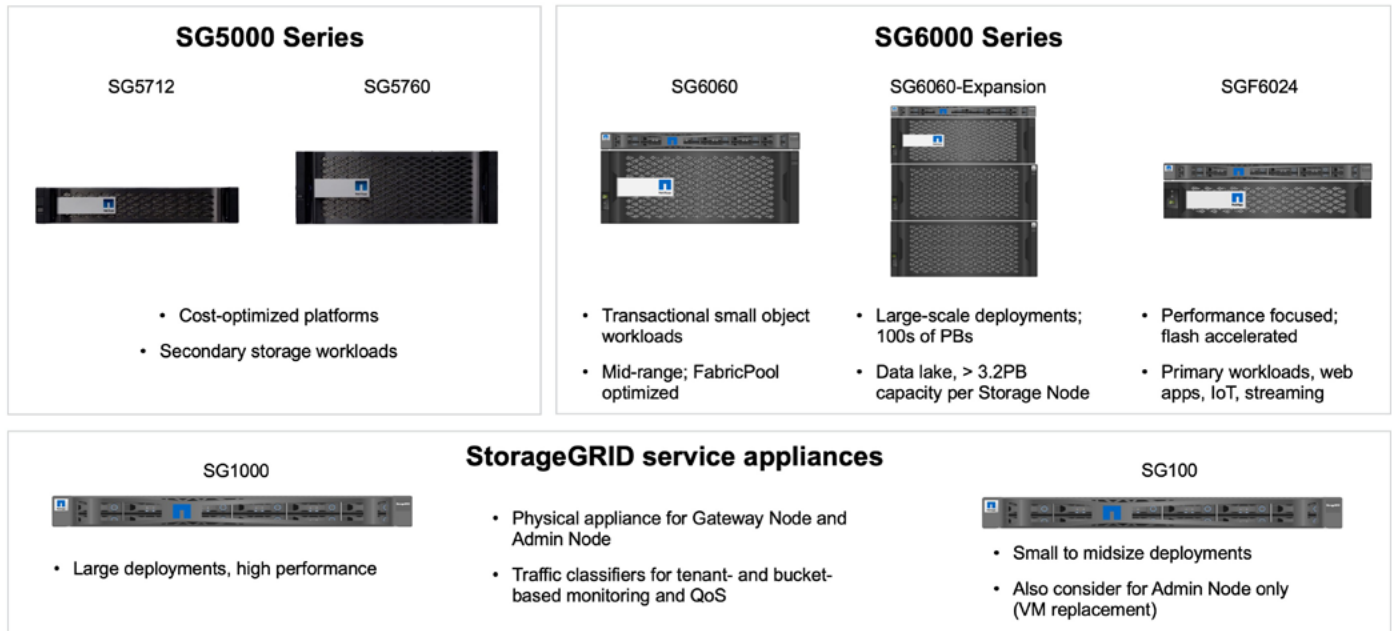 SG5000 Series
SG5712
SG5760
• Cost-optimized platforms
• Secondary storage workloads
SG6000 Series
SG6060
SG6060-Expansion
SGF6024
• Transactional small object
workloads
• Mid-range; FabricPool
optimized
• Large-scale deployments;
100s of PBs
• Data lake, > 3.2PB
capacity per Storage Node
• Performance focused;
flash accelerated
• Primary workloads, web
apps, IoT, streaming
StorageGRID service appliances
SG1000
• Large deployments, high performance
• Physical appliance for Gateway Node and
Admin Node
• Traffic classifiers for tenant- and bucket-
based monitoring and QoS
SG100
• Small to midsize deployments
• Also consider for Admin Node only
(VM replacement)